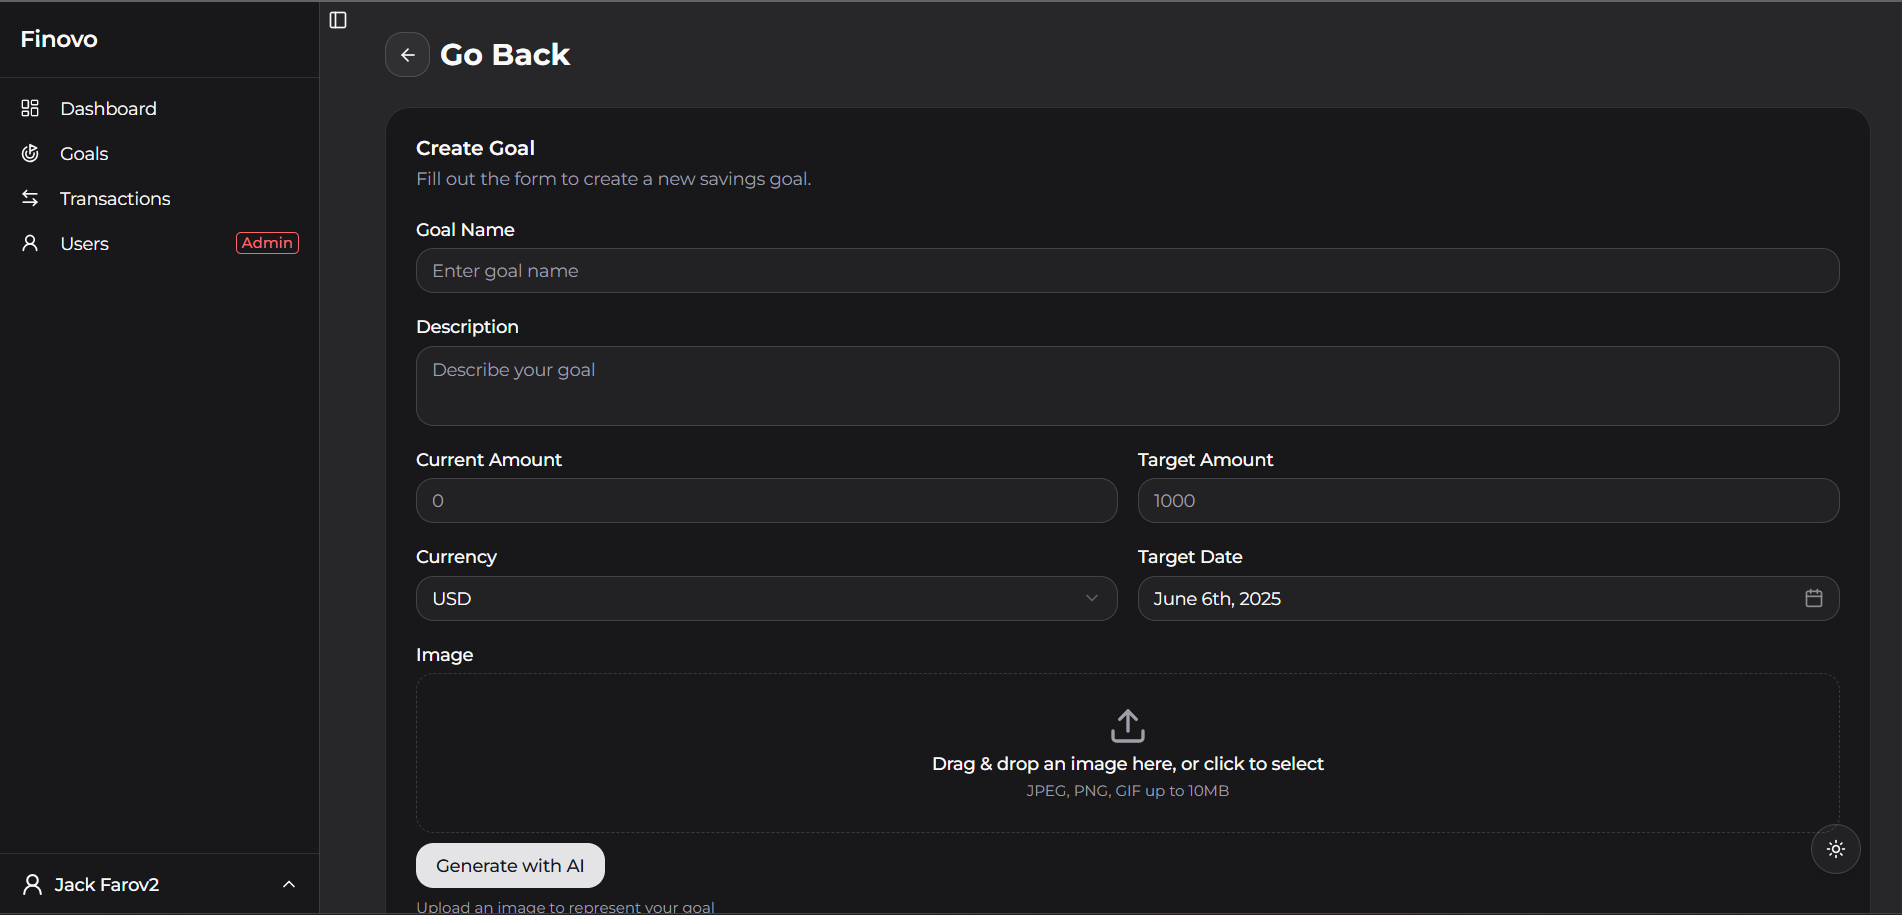 Finovo
Dashboard
Goals
Transactions
Users Admin
Jack Farov2
Go Back
Create Goal
Fill out the form to create a new savings goal.
Goal Name
Enter goal name
Description
Describe your goal
Current Amount Target Amount
0 1000
Currency Target Date
USD June 6th, 2025
Image
Drag & drop an image here, or click to select
JPEG, PNG, GIF up to 10MB
Generate with AI
Upload an image to represent your goal